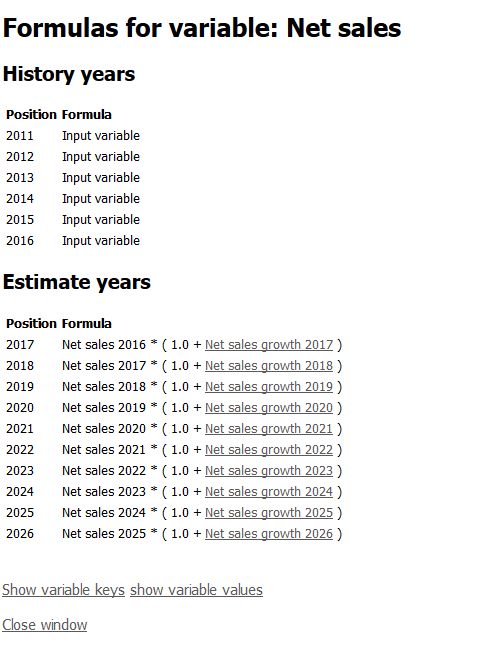 Formulas for variable: Net sales
History years
Position Formula
2011 Input variable
2012 Input variable
2013 Input variable
2014 Input variable
2015 Input variable
2016 Input variable
Estimate years
Position Formula
2017 Net sales 2016 * ( 1.0 + Net sales growth 2017 )
2018 Net sales 2017 * ( 1.0 + Net sales growth 2018 )
2019 Net sales 2018 * ( 1.0 + Net sales growth 2019 )
2020 Net sales 2019 * ( 1.0 + Net sales growth 2020 )
2021 Net sales 2020 * ( 1.0 + Net sales growth 2021 )
2022 Net sales 2021 * ( 1.0 + Net sales growth 2022 )
2023 Net sales 2022 * ( 1.0 + Net sales growth 2023 )
2024 Net sales 2023 * ( 1.0 + Net sales growth 2024 )
2025 Net sales 2024 * ( 1.0 + Net sales growth 2025 )
2026 Net sales 2025 * ( 1.0 + Net sales growth 2026 )
Show variable keys show variable values
Close window